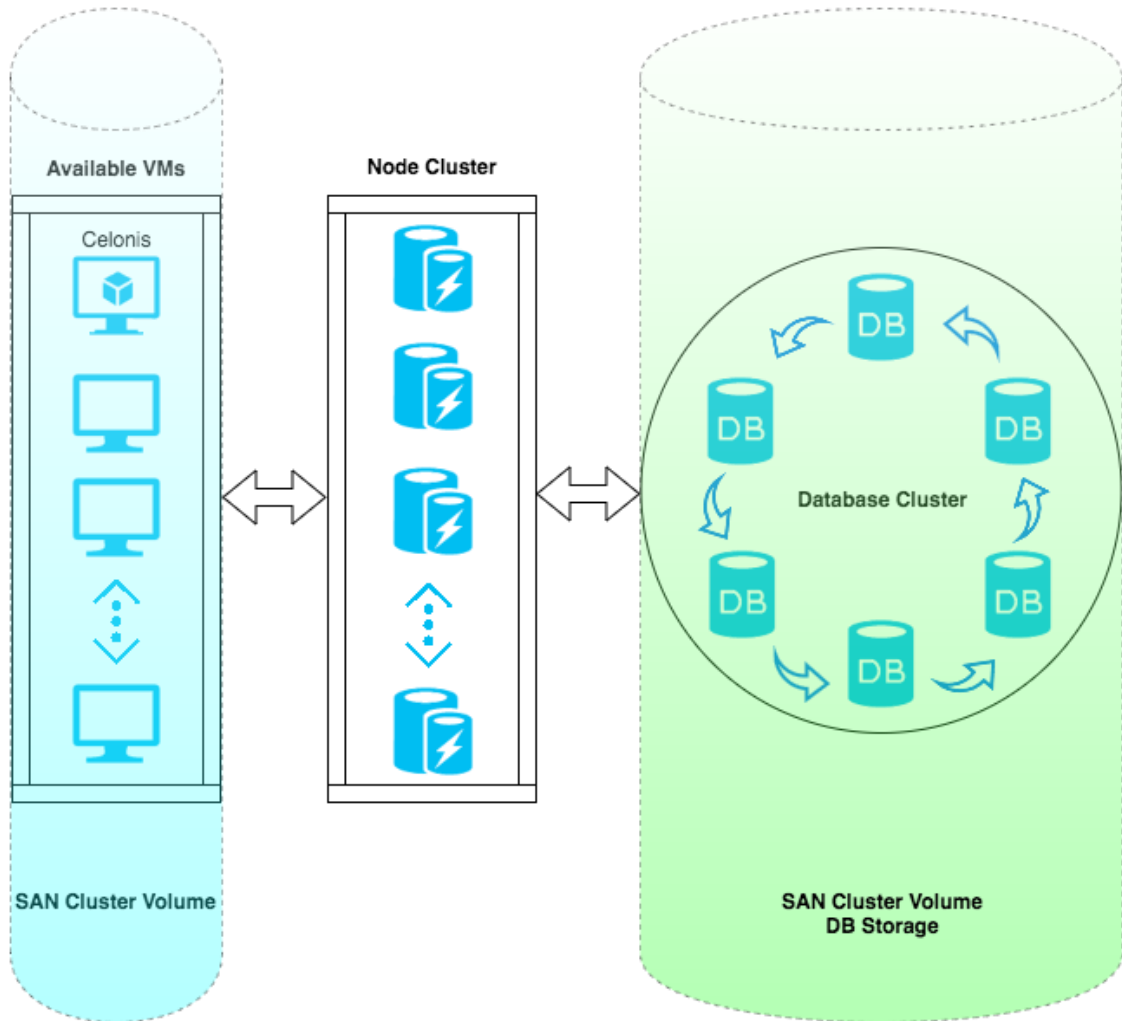 Available VMs
Celonis
SAN Cluster Volume
Node Cluster
DB
DB
DB
Database Cluster
DB
DB
DB
SAN Cluster Volume
DB Storage